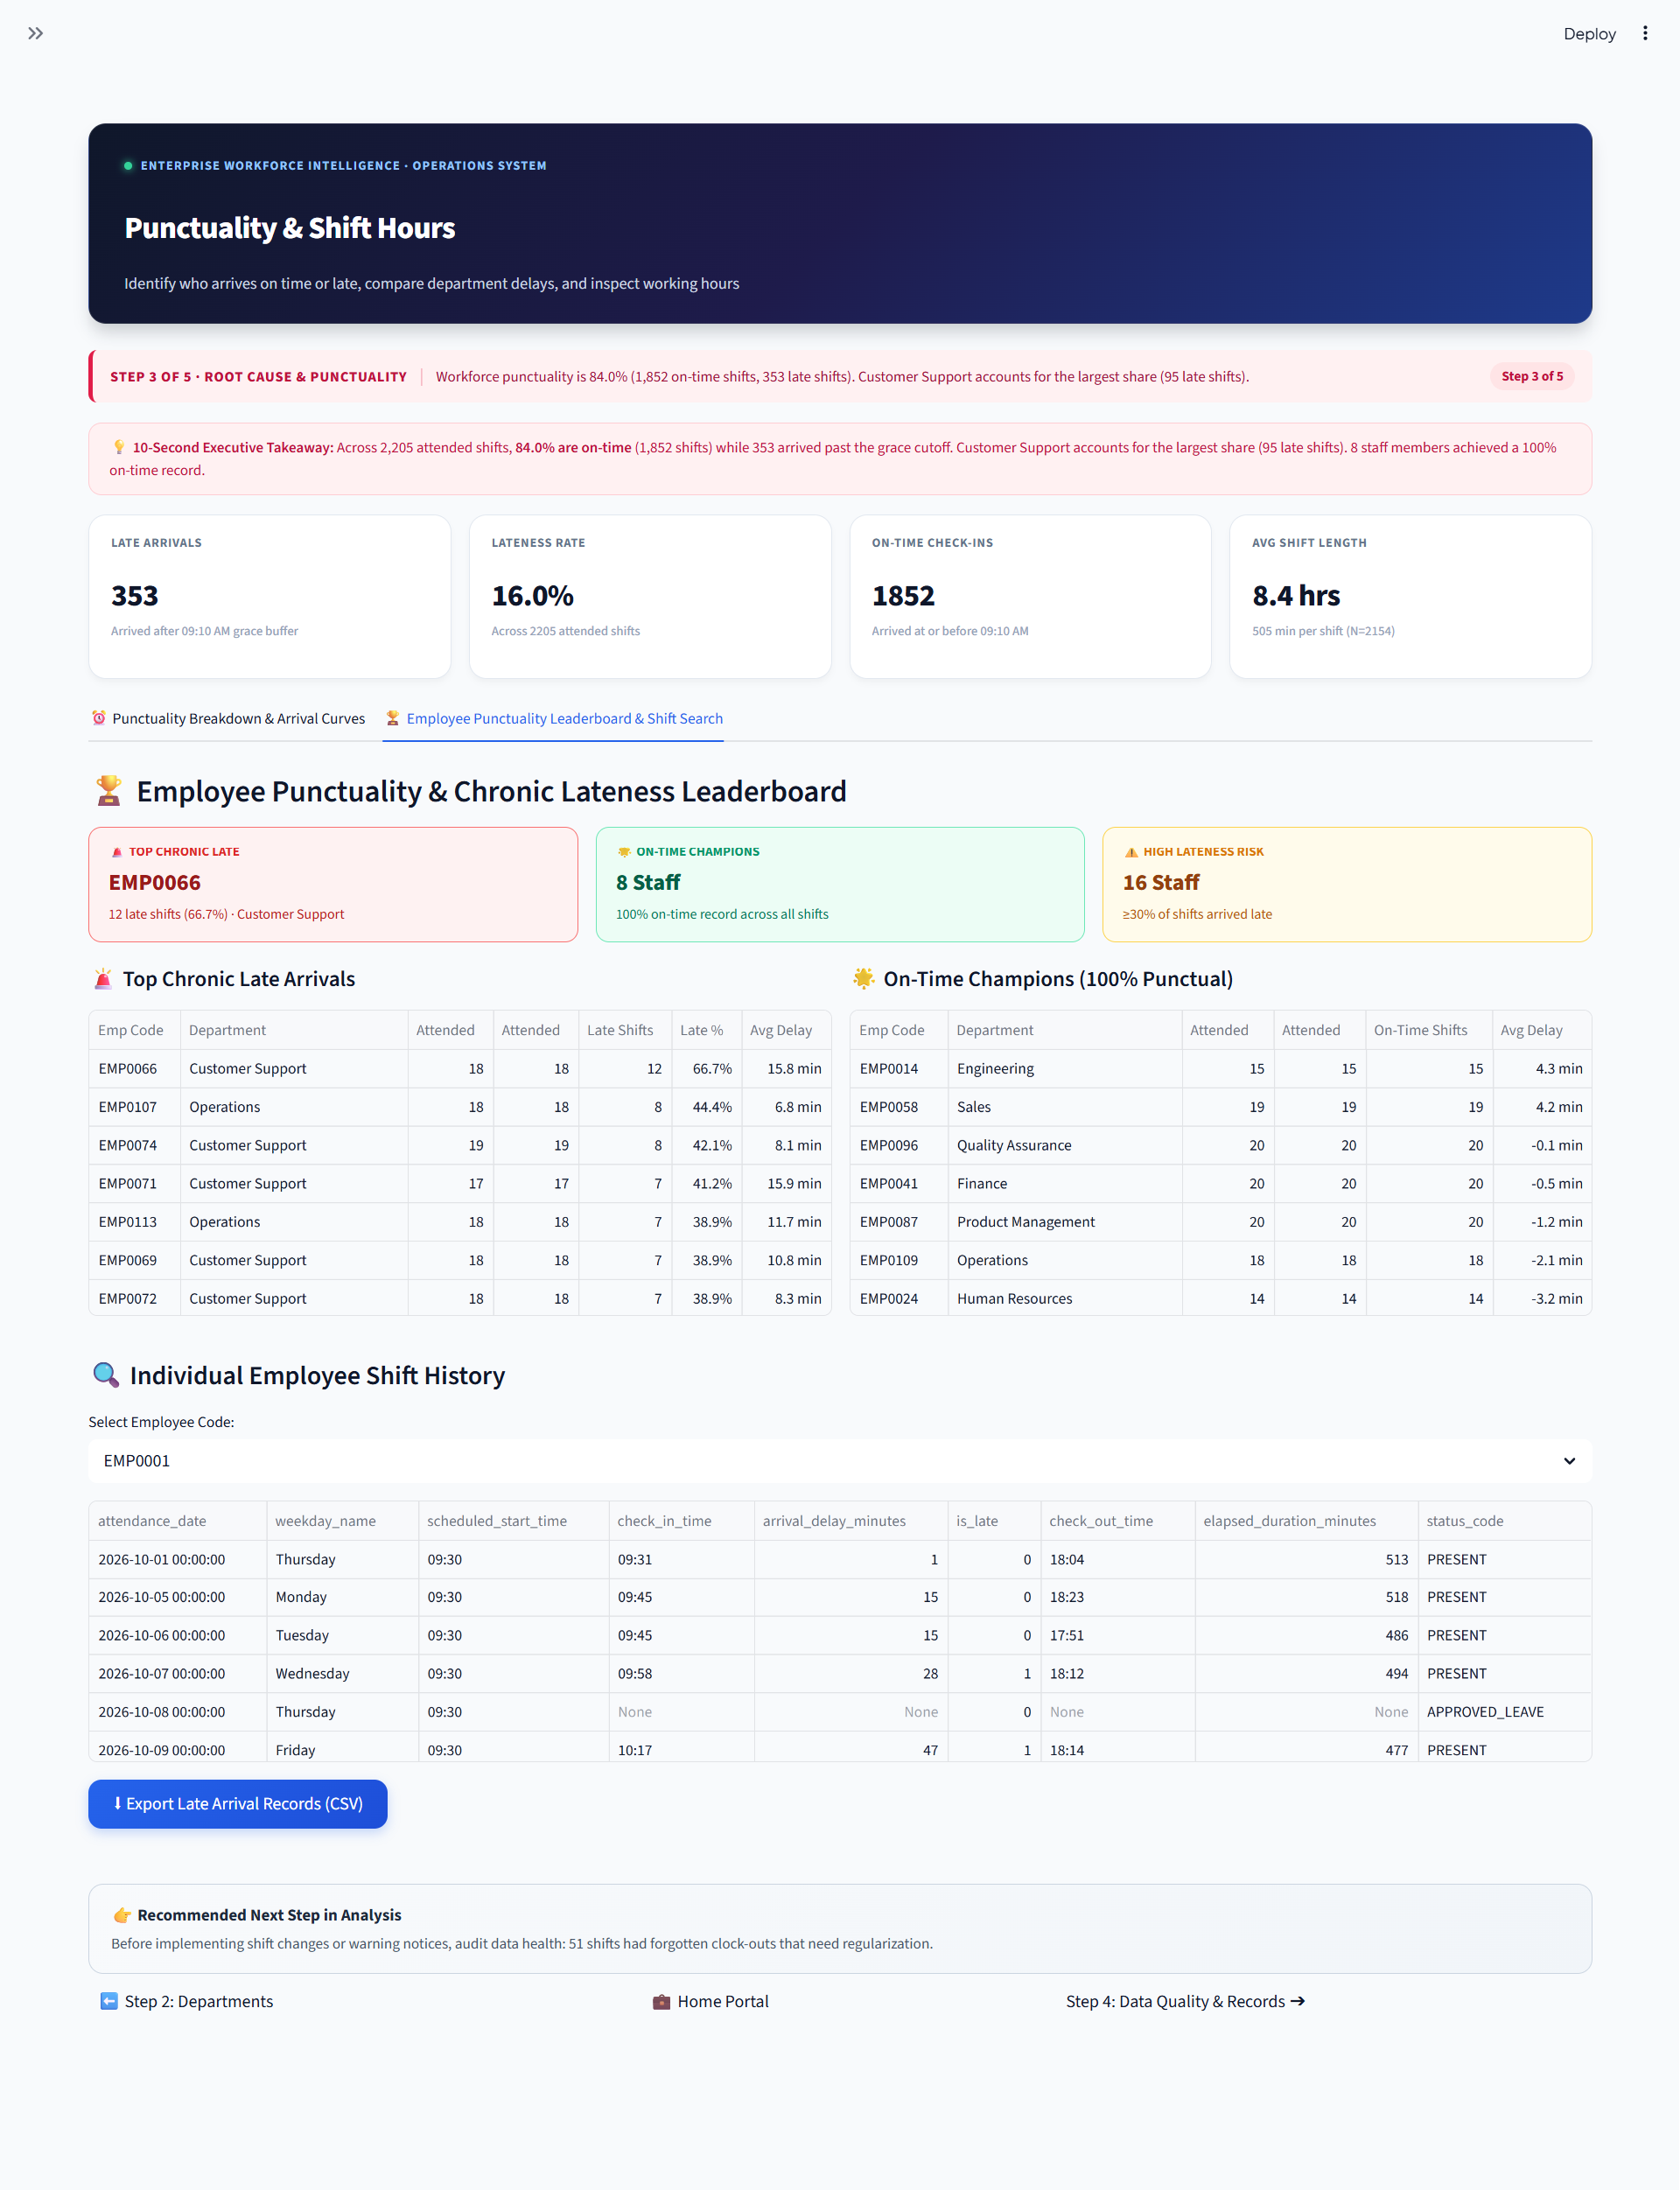 Deploy
ENTERPRISE WORKFORCE INTELLIGENCE · OPERATIONS SYSTEM
Punctuality & Shift Hours
Identify who arrives on time or late, compare department delays, and inspect working hours
STEP 3 OF 5 · ROOT CAUSE & PUNCTUALITY | Workforce punctuality is 84.0% (1,852 on-time shifts, 353 late shifts). Customer Support accounts for the largest share (95 late shifts). Step 3 of 5
💡 10-Second Executive Takeaway: Across 2,205 attended shifts, 84.0% are on-time (1,852 shifts) while 353 arrived past the grace cutoff. Customer Support accounts for the largest share (95 late shifts). 8 staff members achieved a 100%
on-time record.
LATE ARRIVALS
353
Arrived after 09:10 AM grace buffer
LATENESS RATE
16.0%
Across 2205 attended shifts
ON-TIME CHECK-INS
1852
Arrived at or before 09:10 AM
AVG SHIFT LENGTH
8.4 hrs
505 min per shift (N=2154)
⏰ Punctuality Breakdown & Arrival Curves 🏆 Employee Punctuality Leaderboard & Shift Search
🏆 Employee Punctuality & Chronic Lateness Leaderboard
🚨 TOP CHRONIC LATE
EMP0066
12 late shifts (66.7%) · Customer Support
🌟 ON-TIME CHAMPIONS
8 Staff
100% on-time record across all shifts
⚠️ HIGH LATENESS RISK
16 Staff
≥30% of shifts arrived late
🚨 Top Chronic Late Arrivals
Emp Code Department Attended Attended Late Shifts Late % Avg Delay
EMP0066 Customer Support 18 18 12 66.7% 15.8 min
EMP0107 Operations 18 18 8 44.4% 6.8 min
EMP0074 Customer Support 19 19 8 42.1% 8.1 min
EMP0071 Customer Support 17 17 7 41.2% 15.9 min
EMP0113 Operations 18 18 7 38.9% 11.7 min
EMP0069 Customer Support 18 18 7 38.9% 10.8 min
EMP0072 Customer Support 18 18 7 38.9% 8.3 min
🌟 On-Time Champions (100% Punctual)
Emp Code Department Attended Attended On-Time Shifts Avg Delay
EMP0014 Engineering 15 15 15 4.3 min
EMP0058 Sales 19 19 19 4.2 min
EMP0096 Quality Assurance 20 20 20 -0.1 min
EMP0041 Finance 20 20 20 -0.5 min
EMP0087 Product Management 20 20 20 -1.2 min
EMP0109 Operations 18 18 18 -2.1 min
EMP0024 Human Resources 14 14 14 -3.2 min
🔍 Individual Employee Shift History
Select Employee Code:
EMP0001
attendance_date weekday_name scheduled_start_time check_in_time arrival_delay_minutes is_late check_out_time elapsed_duration_minutes status_code
2026-10-01 00:00:00 Thursday 09:30 09:31 1 0 18:04 513 PRESENT
2026-10-05 00:00:00 Monday 09:30 09:45 15 0 18:23 518 PRESENT
2026-10-06 00:00:00 Tuesday 09:30 09:45 15 0 17:51 486 PRESENT
2026-10-07 00:00:00 Wednesday 09:30 09:58 28 1 18:12 494 PRESENT
2026-10-08 00:00:00 Thursday 09:30 None None 0 None None APPROVED_LEAVE
2026-10-09 00:00:00 Friday 09:30 10:17 47 1 18:14 477 PRESENT
⬇ Export Late Arrival Records (CSV)
👉 Recommended Next Step in Analysis
Before implementing shift changes or warning notices, audit data health: 51 shifts had forgotten clock-outs that need regularization.
⬅️ Step 2: Departments
💼 Home Portal
Step 4: Data Quality & Records ➔